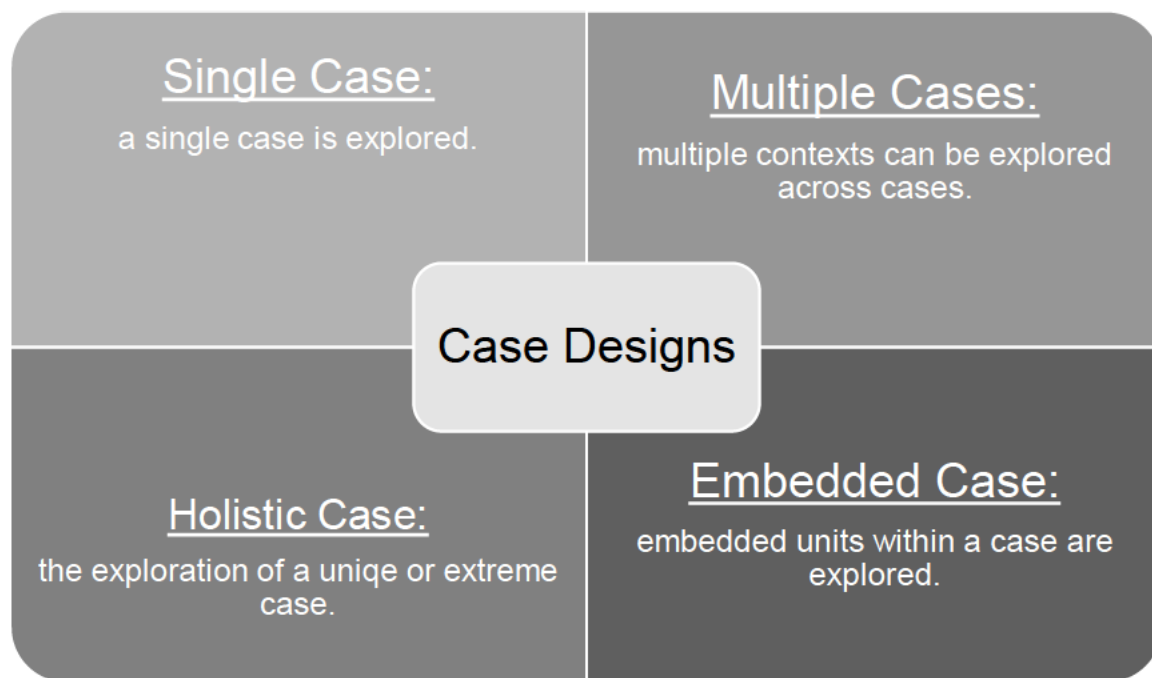 Single Case:
a single case is explored.
Multiple Cases:
multiple contexts can be explored
across cases.
Case Designs
Holistic Case:
the exploration of a uniqe or extreme
case.
Embedded Case:
embedded units within a case are
explored.